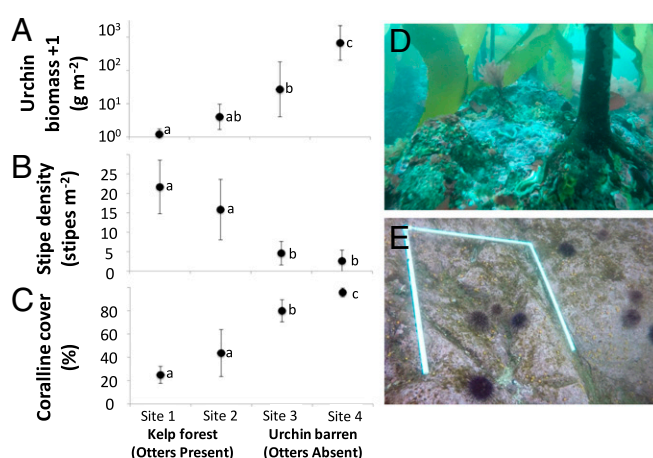 A
Urchin
biomass +1
(g m-2)
10³
10²
10¹
10⁰
a
ab
b
c
B
Stipe density
(stipes m-2)
25
20
15
10
5
0
a
a
b
b
C
Coralline cover
(%)
80
60
40
20
0
a
a
b
c
Site 1 Site 2 Site 3 Site 4
Kelp forest
(Otters Present)
Urchin barren
(Otters Absent)
D
E